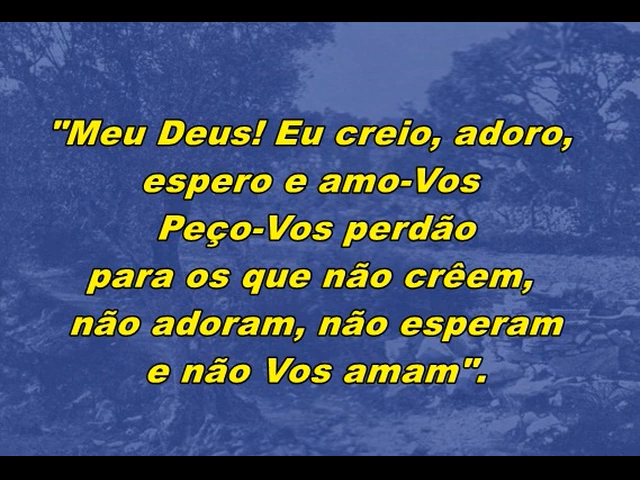 "Meu Deus! Eu creio, adoro,
espero e amo-Vos
Peço-Vos perdão
para os que não crêem,
não adoram, não esperam
e não Vos amam".